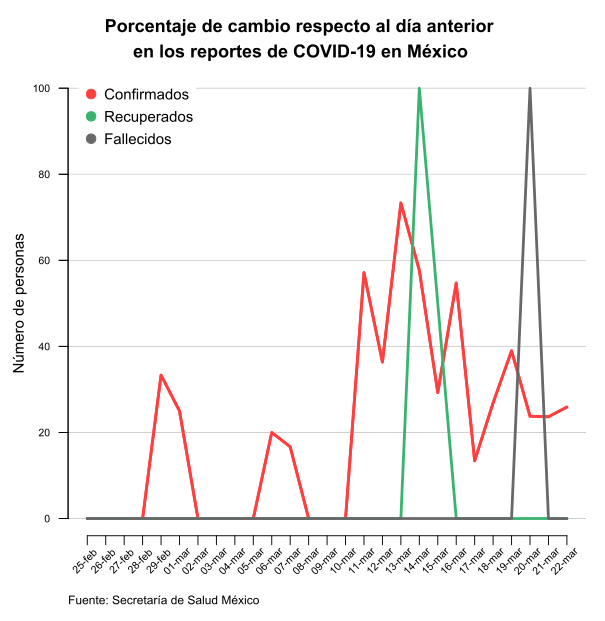 Porcentaje de cambio respecto al día anterior
en los reportes de COVID-19 en México
Confirmados
Recuperados
Fallecidos
Número de personas
100
80
60
40
20
0
25-feb
26-feb
27-feb
28-feb
29-feb
01-mar
02-mar
03-mar
04-mar
05-mar
06-mar
07-mar
08-mar
09-mar
10-mar
11-mar
12-mar
13-mar
14-mar
15-mar
16-mar
17-mar
18-mar
19-mar
20-mar
21-mar
22-mar
Fuente: Secretaría de Salud México